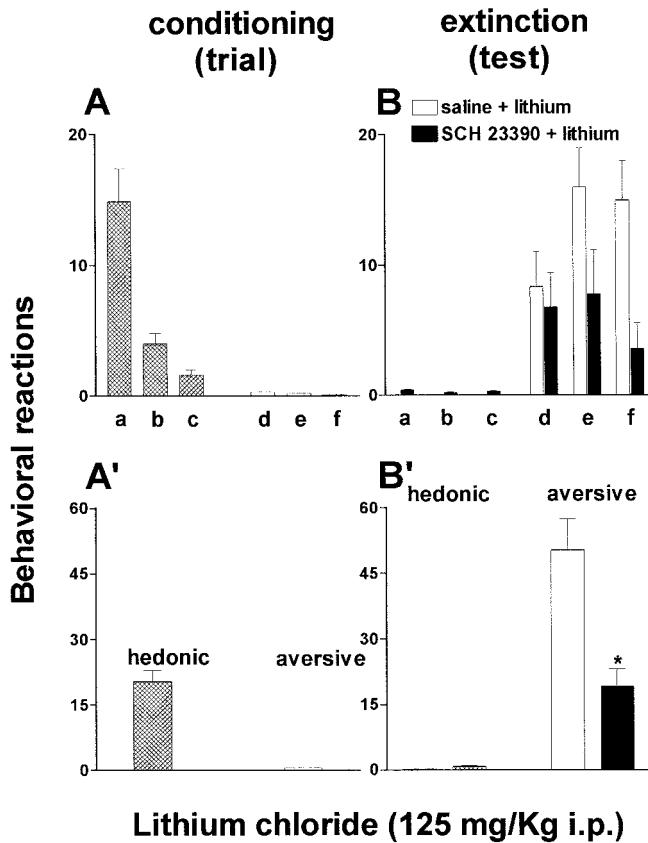 conditioning
(trial)
extinction
(test)
A
B
saline + lithium
SCH 23390 + lithium
20
10
0
a b c d e f
20
10
0
a b c d e f
Behavioral reactions
A'
B'
60
45
30
15
0
hedonic aversive
60
45
30
15
0
hedonic aversive
*
Lithium chloride (125 mg/Kg i.p.)